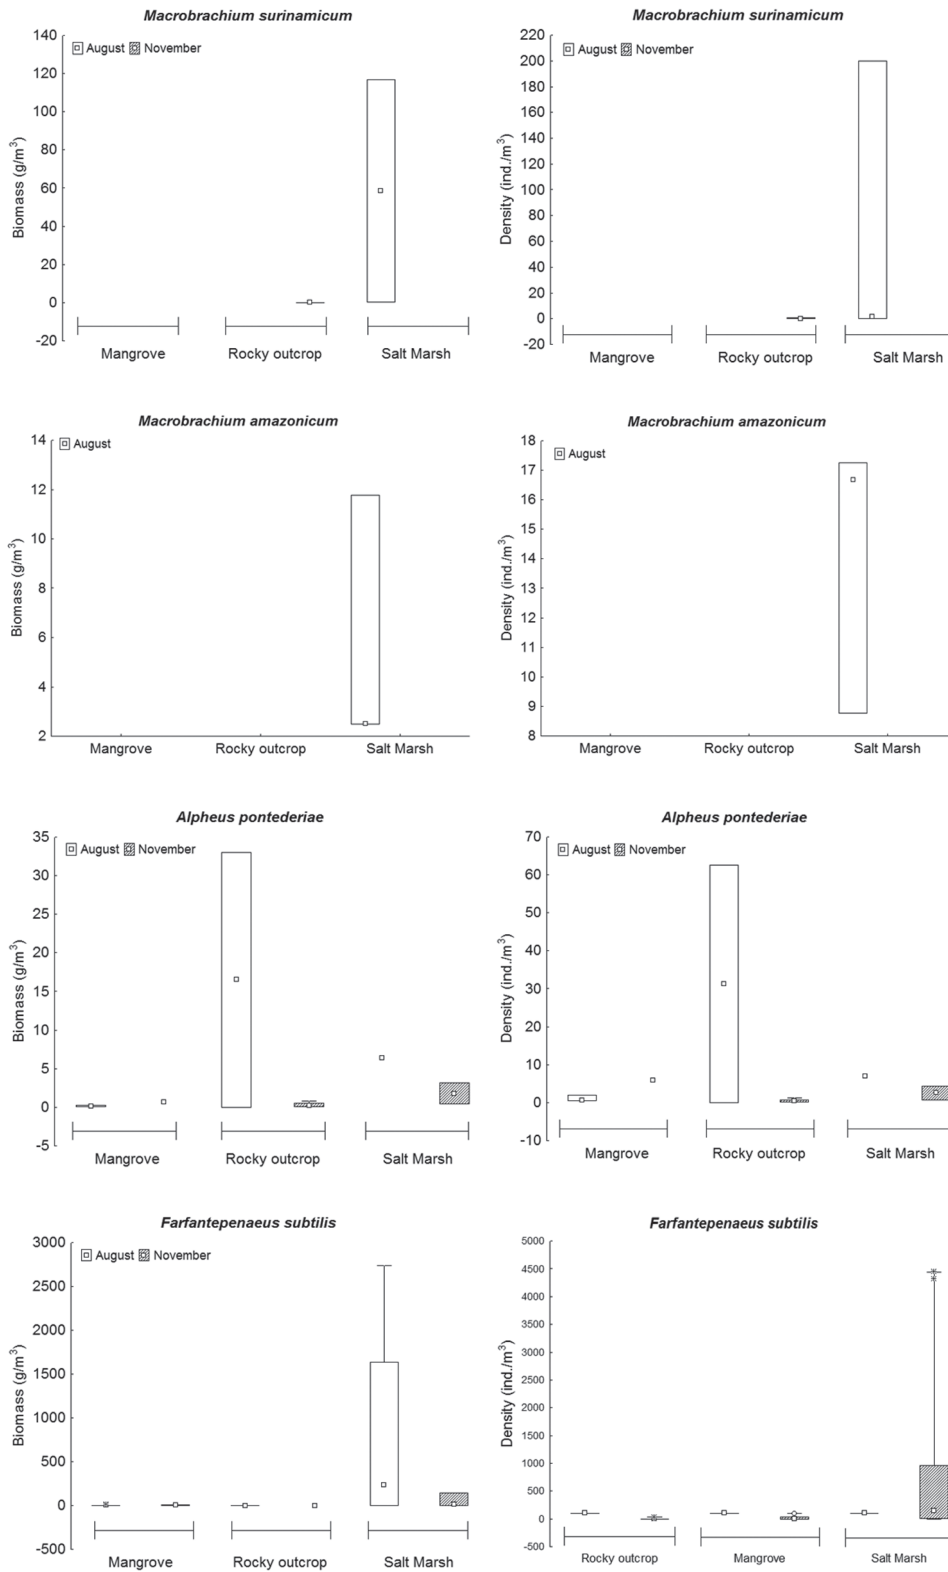 Macrobrachium surinamicum
August November
Biomass (g/m³)
140
120
100
80
60
40
20
0
-20
Mangrove Rocky outcrop Salt Marsh
Macrobrachium surinamicum
August November
Density (ind./m³)
220
200
180
160
140
120
100
80
60
40
20
0
-20
Mangrove Rocky outcrop Salt Marsh
Macrobrachium amazonicum
August
Biomass (g/m³)
14
12
10
8
6
4
2
Mangrove Rocky outcrop Salt Marsh
Macrobrachium amazonicum
August
Density (ind./m³)
18
17
16
15
14
13
12
11
10
9
8
Mangrove Rocky outcrop Salt Marsh
Alpheus pontederiae
August November
Biomass (g/m³)
35
30
25
20
15
10
5
0
-5
Mangrove Rocky outcrop Salt Marsh
Alpheus pontederiae
August November
Density (ind./m³)
70
60
50
40
30
20
10
0
-10
Mangrove Rocky outcrop Salt Marsh
Farfantepenaeus subtilis
August November
Biomass (g/m³)
3000
2500
2000
1500
1000
500
0
-500
Mangrove Rocky outcrop Salt Marsh
Farfantepenaeus subtilis
Density (ind./m³)
5000
4500
4000
3500
3000
2500
2000
1500
1000
500
0
-500
Rocky outcrop Mangrove Salt Marsh